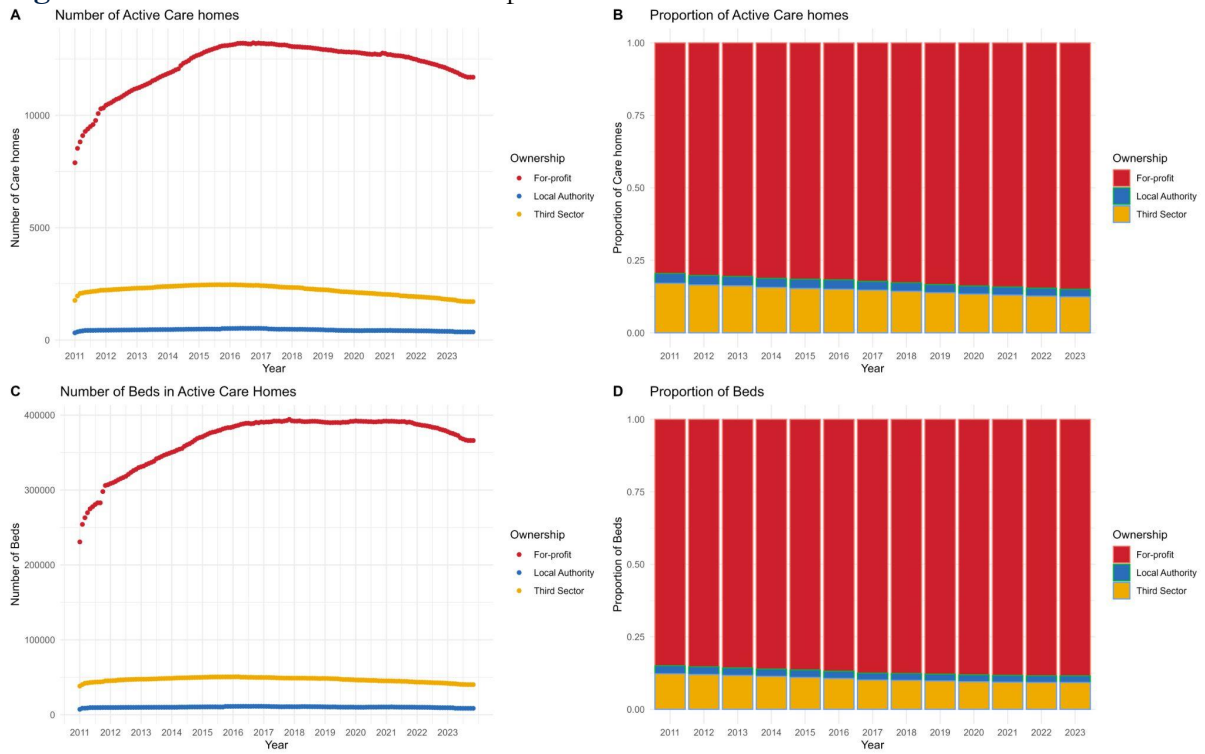 A Number of Active Care homes
Number of Care homes
10000
5000
0
2011 2012 2013 2014 2015 2016 2017 2018 2019 2020 2021 2022 2023
Year
Ownership
For-profit
Local Authority
Third Sector
B Proportion of Active Care homes
Proportion of Care homes
1.00
0.75
0.50
0.25
0.00
2011 2012 2013 2014 2015 2016 2017 2018 2019 2020 2021 2022 2023
Year
Ownership
For-profit
Local Authority
Third Sector
C Number of Beds in Active Care Homes
Number of Beds
400000
300000
200000
100000
0
2011 2012 2013 2014 2015 2016 2017 2018 2019 2020 2021 2022 2023
Year
Ownership
For-profit
Local Authority
Third Sector
D Proportion of Beds
Proportion of Beds
1.00
0.75
0.50
0.25
0.00
2011 2012 2013 2014 2015 2016 2017 2018 2019 2020 2021 2022 2023
Year
Ownership
For-profit
Local Authority
Third Sector